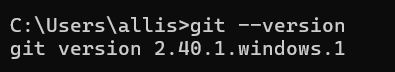 C:\Users\allis>git --version
git version 2.40.1.windows.1